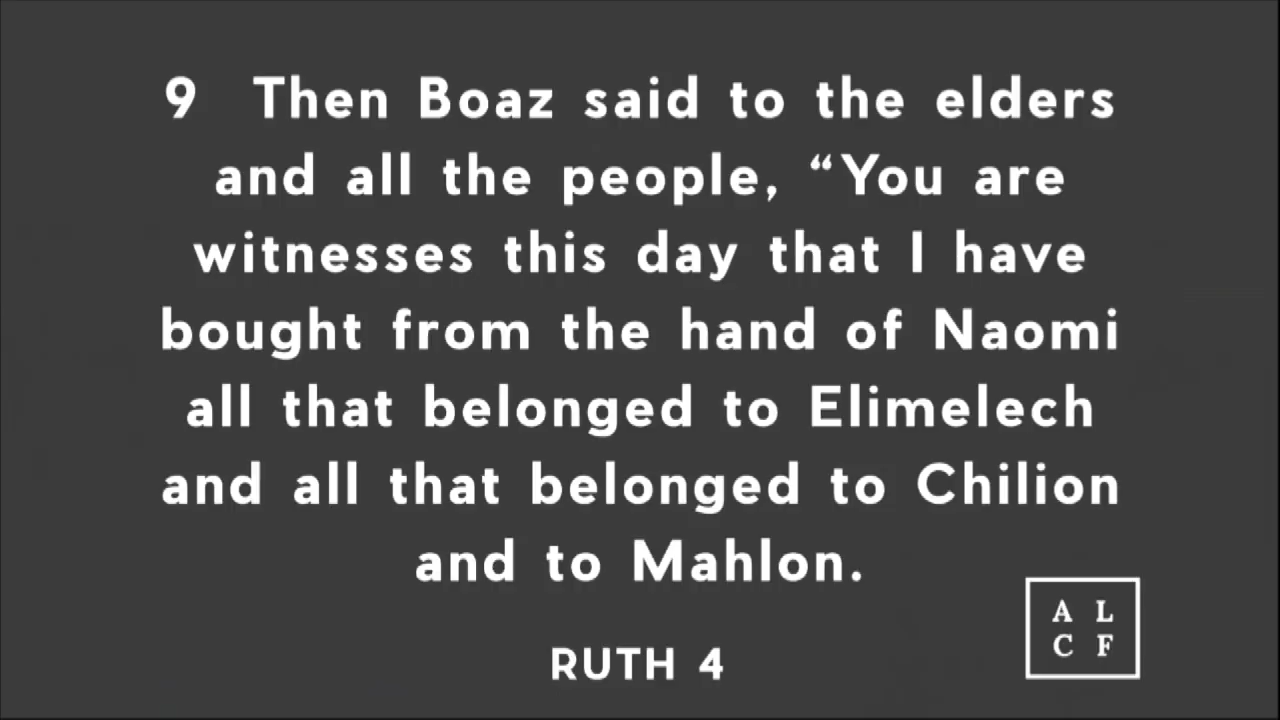 9 Then Boaz said to the elders
and all the people, “You are
witnesses this day that I have
bought from the hand of Naomi
all that belonged to Elimelech
and all that belonged to Chilion
and to Mahlon.
RUTH 4
A L
C F